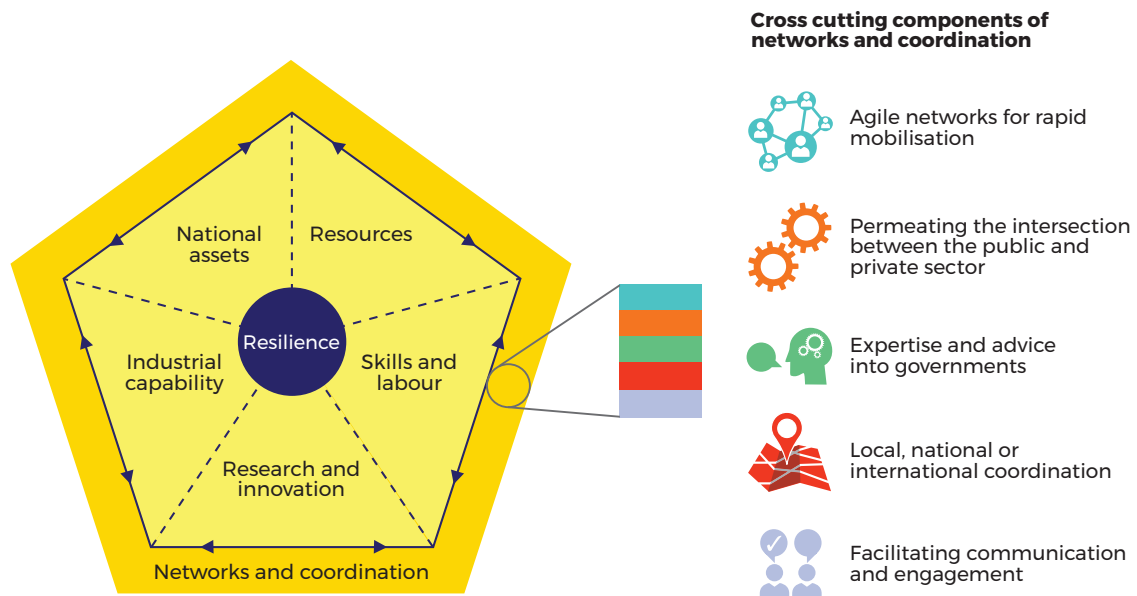 National
assets
Resources
Industrial
capability
Resilience
Skills and
labour
Research and
innovation
Networks and coordination
Cross cutting components of
networks and coordination
Agile networks for rapid
mobilisation
Permeating the intersection
between the public and
private sector
Expertise and advice
into governments
Local, national or
international coordination
Facilitating communication
and engagement